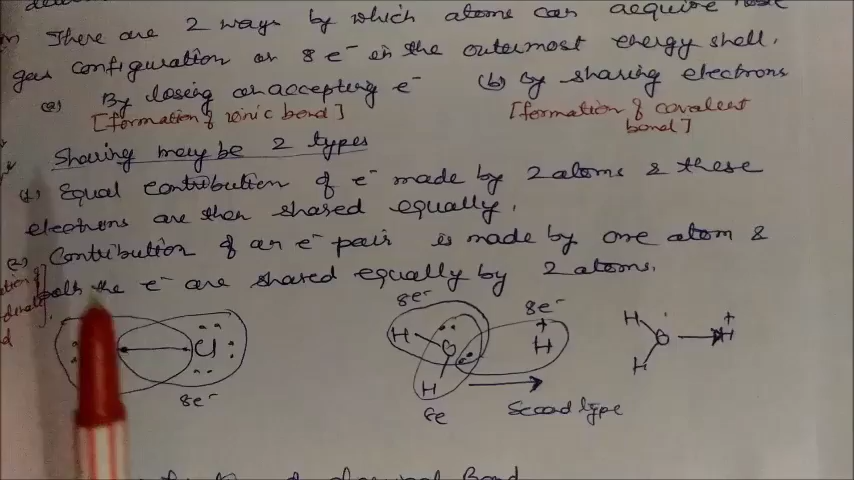 There are 2 ways by which atoms can acquire
gas configuration or 8 e⁻ in the outermost energy shell.
(a) By losing or accepting e⁻ (b) by sharing electrons
[formation of ionic bond] [formation of covalent
bond]
Sharing may be 2 types
(1) Equal contribution of e⁻ made by 2 atoms & these
electrons are then shared equally.
(2) Contribution of an e⁻ pair is made by one atom &
both the e⁻ are shared equally by 2 atoms.
8e⁻ 8e⁻
Cl H O H⁺ H O → H⁺
H H
8e⁻ 8e Second type
Bond